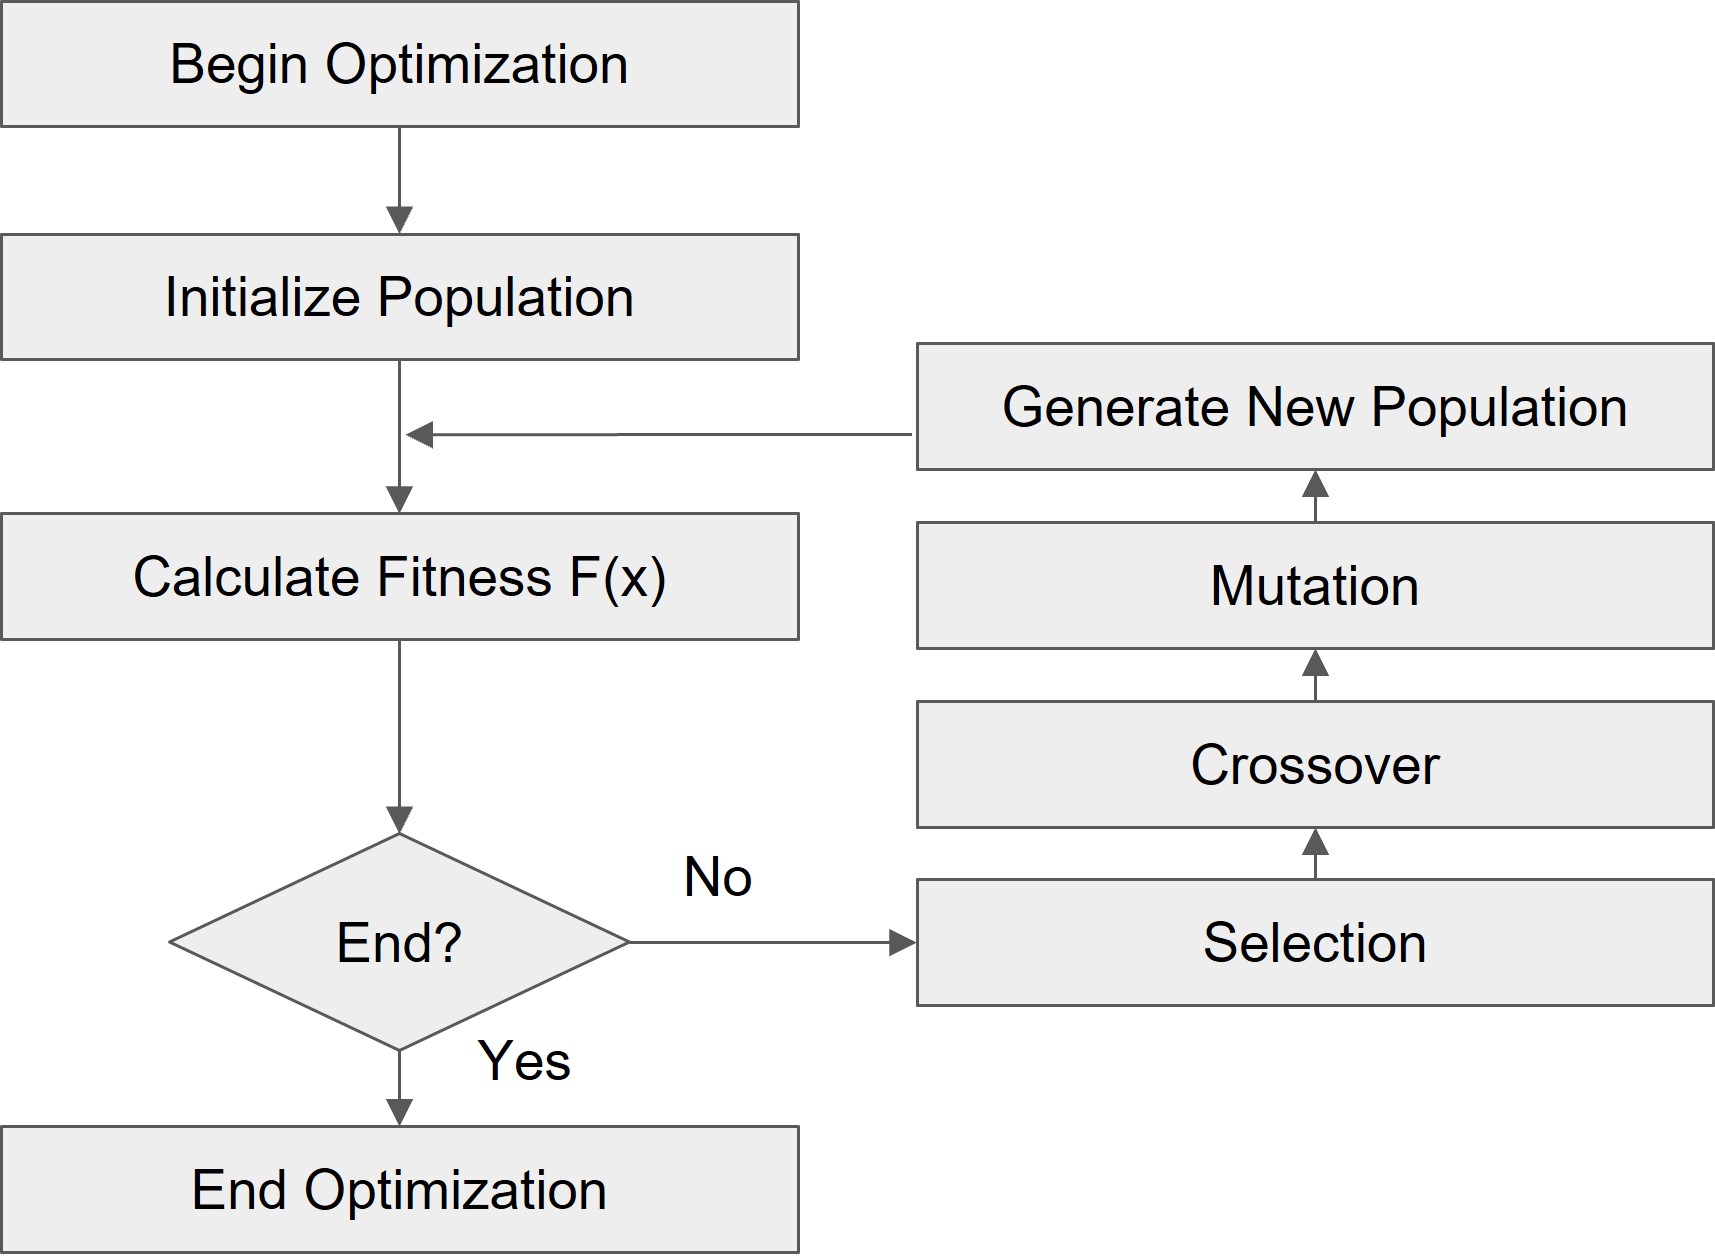 Begin Optimization
Initialize Population
Calculate Fitness F(x)
End?
No
Yes
End Optimization
Generate New Population
Mutation
Crossover
Selection